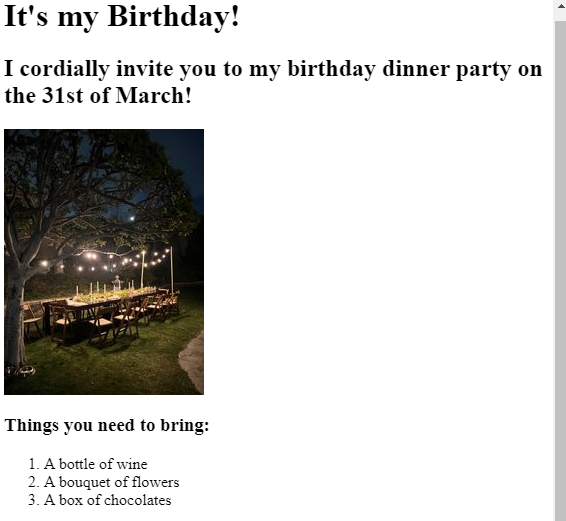 It's my Birthday!
I cordially invite you to my birthday dinner party on
the 31st of March!
Things you need to bring:
1. A bottle of wine
2. A bouquet of flowers
3. A box of chocolates